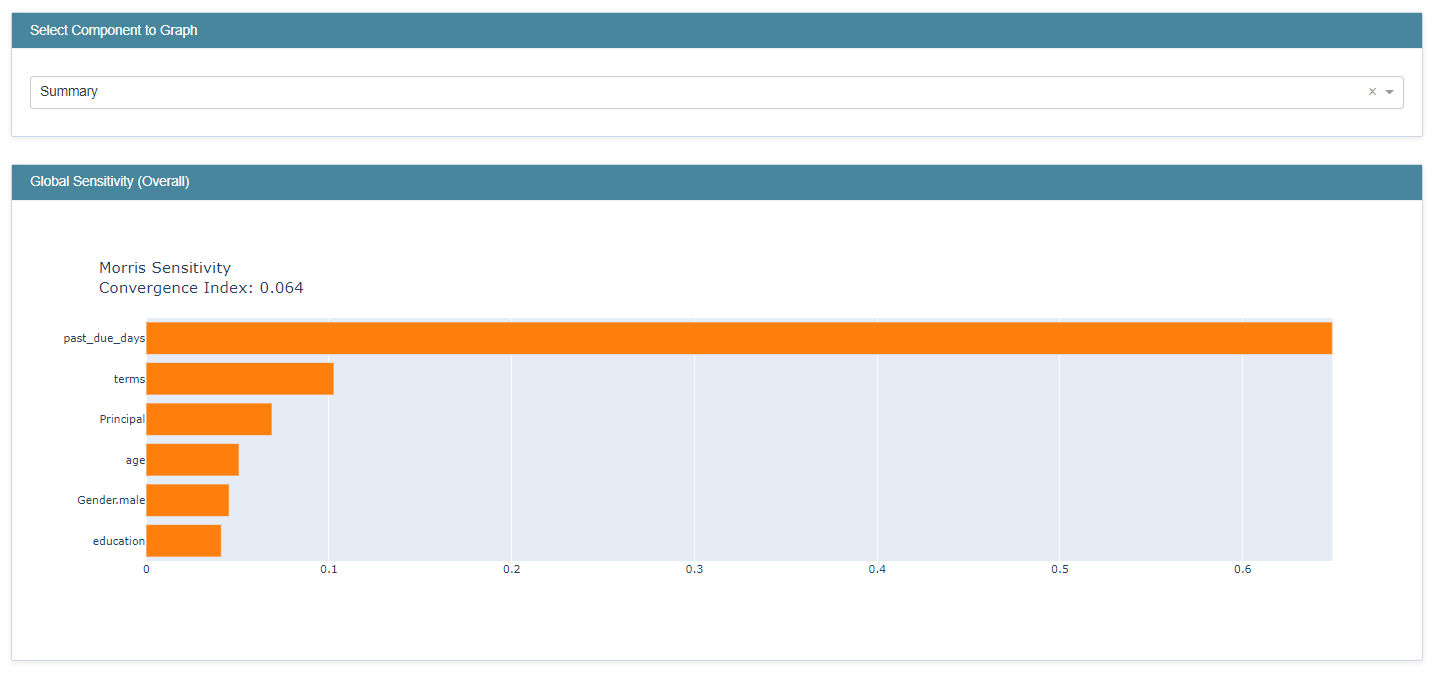 Select Component to Graph
Summary
Global Sensitivity (Overall)
Morris Sensitivity
Convergence Index: 0.064
past_due_days
terms
Principal
age
Gender.male
education
0 0.1 0.2 0.3 0.4 0.5 0.6